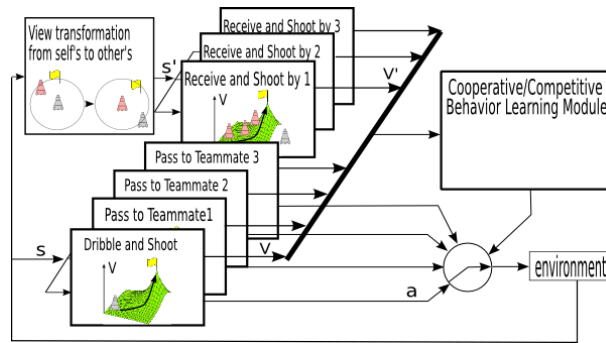 View transformation
from self's to other's
s'
Receive and Shoot by 3
Receive and Shoot by 2
Receive and Shoot by 1
V
V'
Cooperative/Competitive
Behavior Learning Module
Pass to Teammate 3
Pass to Teammate 2
Pass to Teammate1
Dribble and Shoot
V
s
V
a
environment